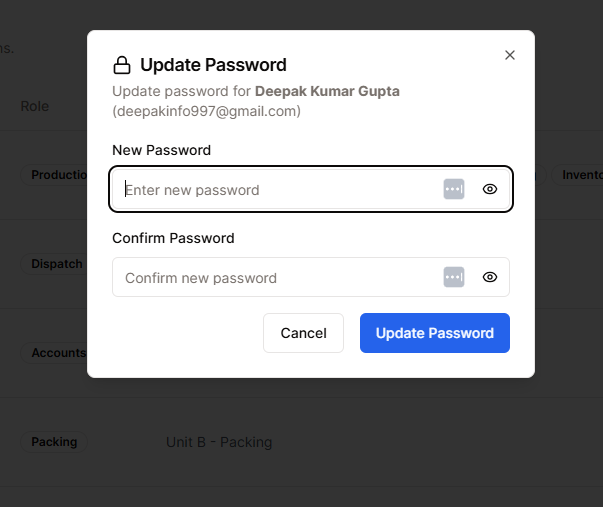 Update Password
Update password for Deepak Kumar Gupta
(deepakinfo997@gmail.com)
New Password
Enter new password
Confirm Password
Confirm new password
Cancel
Update Password
ns.
Role
Productio
Invento
Dispatch
Accounts
Packing
Unit B - Packing